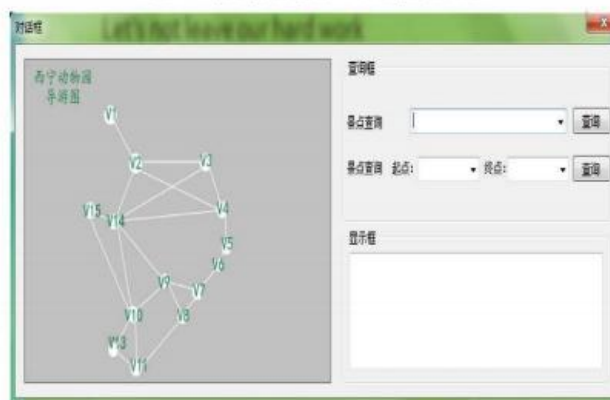 Let's not leave our hard work
对话框
西宁动物园
导游图
V1
V2
V3
V15
V14
V4
V5
V6
V9
V7
V10
V8
V13
V11
查询框
景点查询
查询
景点查询 起点: 终点: 查询
显示框